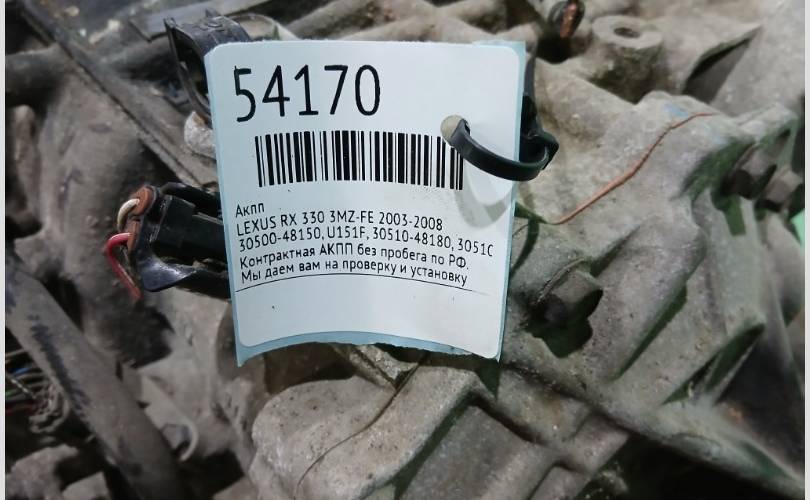 54170
Акпп
LEXUS RX 330 3MZ-FE 2003-2008
30500-48150, U151F, 30510-48180, 3051C
Контрактная АКПП без пробега по РФ.
Мы даем вам на проверку и установку